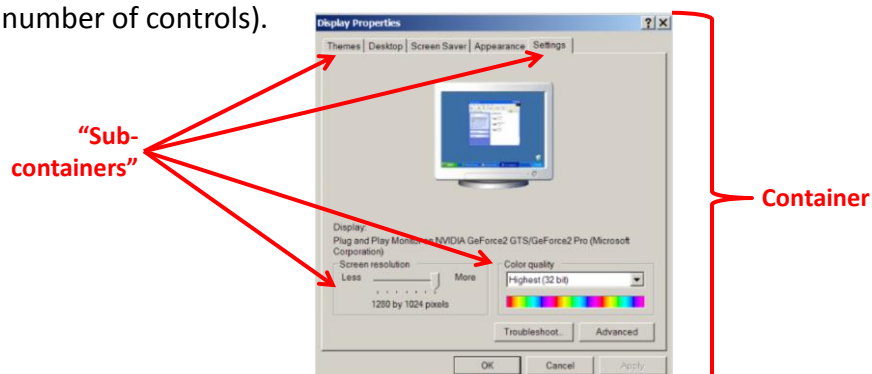 number of controls).
Display Properties
Themes Desktop Screen Saver Appearance Settings
“Sub-
containers”
Container
Display:
Plug and Play Monitor on NVIDIA GeForce2 GTS/GeForce2 Pro (Microsoft
Corporation)
Screen resolution
Less More
1280 by 1024 pixels
Color quality
Highest (32 bit)
Troubleshoot... Advanced
OK Cancel Apply